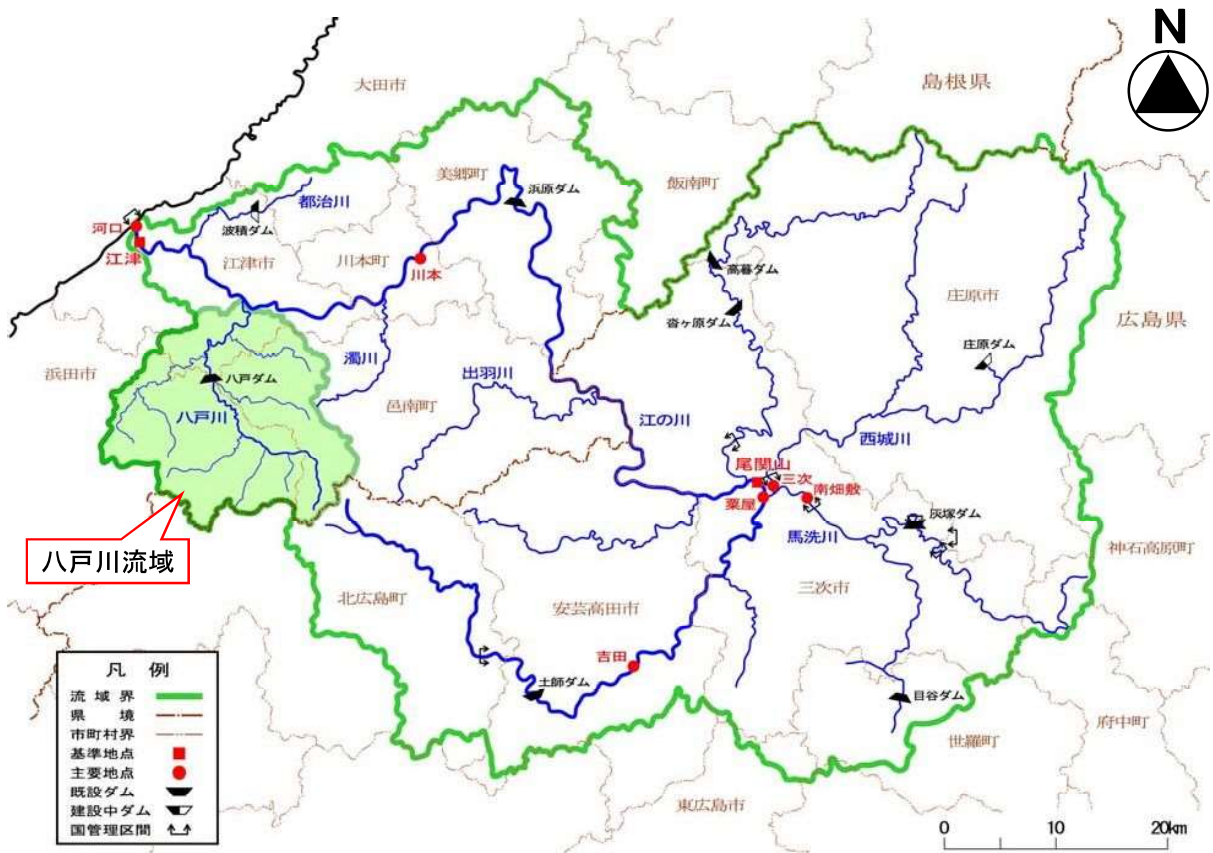 N
大田市
島根県
美郷町
浜原ダム
飯南町
都治川
河口
波積ダム
江津
江津市
川本町
川本
高暮ダム
庄原市
沓ヶ原ダム
広島県
庄原ダム
浜田市
八戸ダム
濁川
出羽川
八戸川
邑南町
江の川
西城川
尾関山
三次
粟屋
南畑敷
灰塚ダム
馬洗川
神石高原町
八戸川流域
三次市
北広島町
安芸高田市
吉田
土師ダム
目谷ダム
府中町
世羅町
東広島市
凡 例
流 域 界
県 境
市町村界
基準地点
主要地点
既設ダム
建設中ダム
国管理区間
0 10 20km